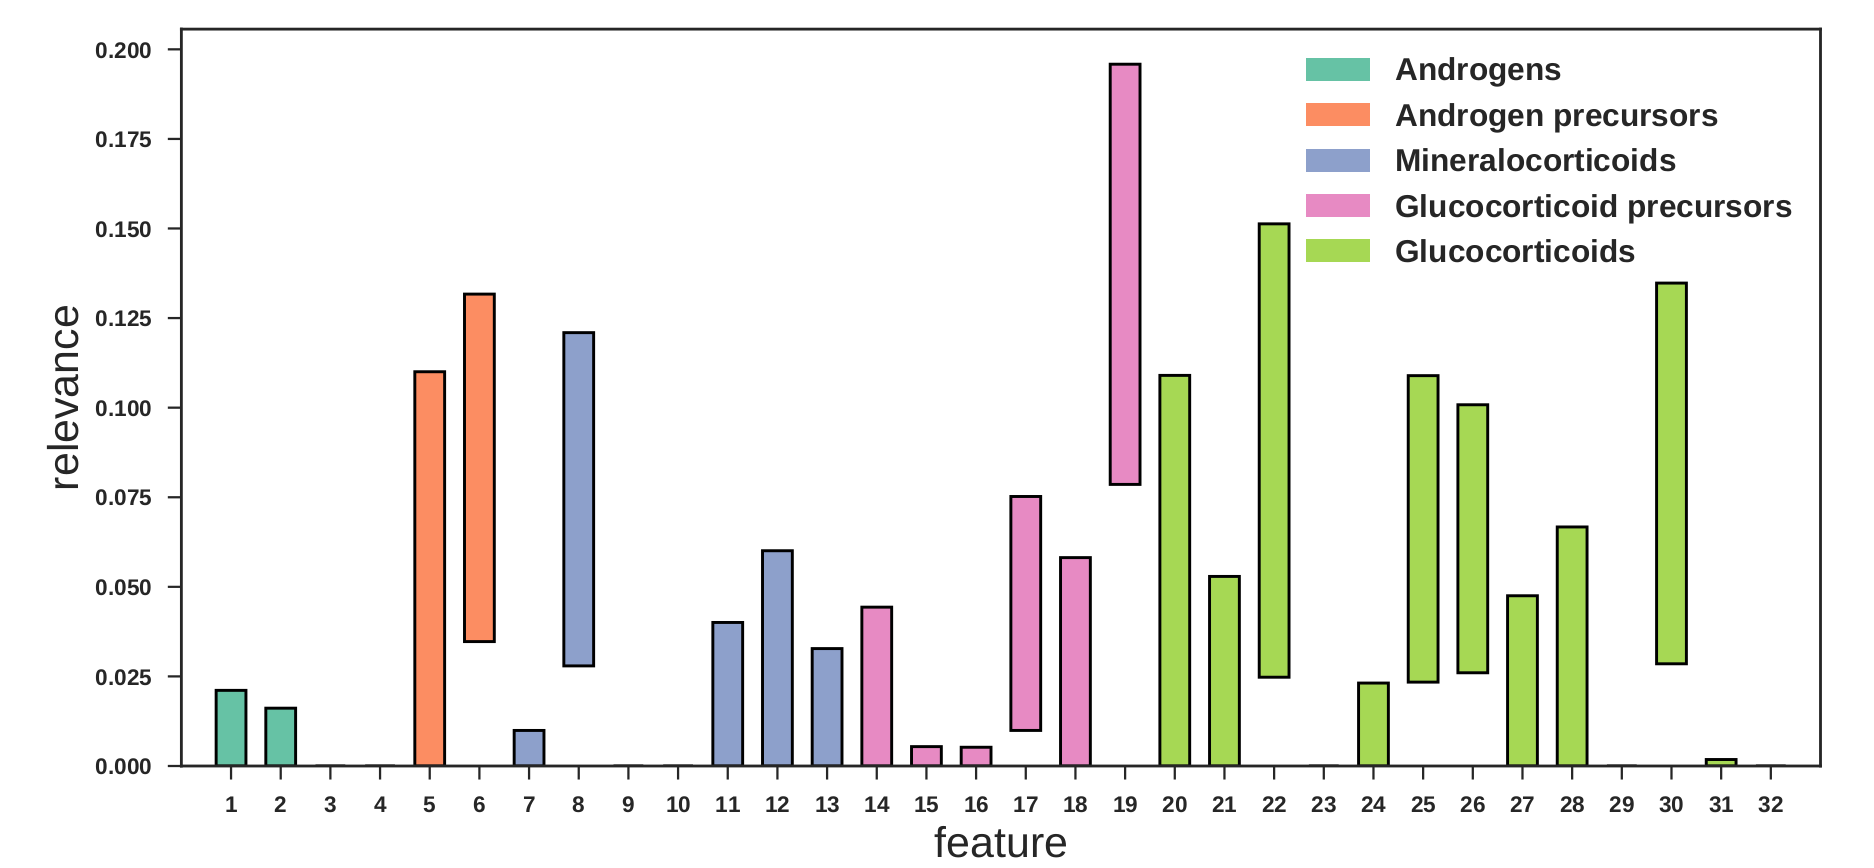 0.200
0.175
0.150
0.125
0.100
0.075
0.050
0.025
0.000
relevance
Androgens
Androgen precursors
Mineralocorticoids
Glucocorticoid precursors
Glucocorticoids
1 2 3 4 5 6 7 8 9 10 11 12 13 14 15 16 17 18 19 20 21 22 23 24 25 26 27 28 29 30 31 32
feature